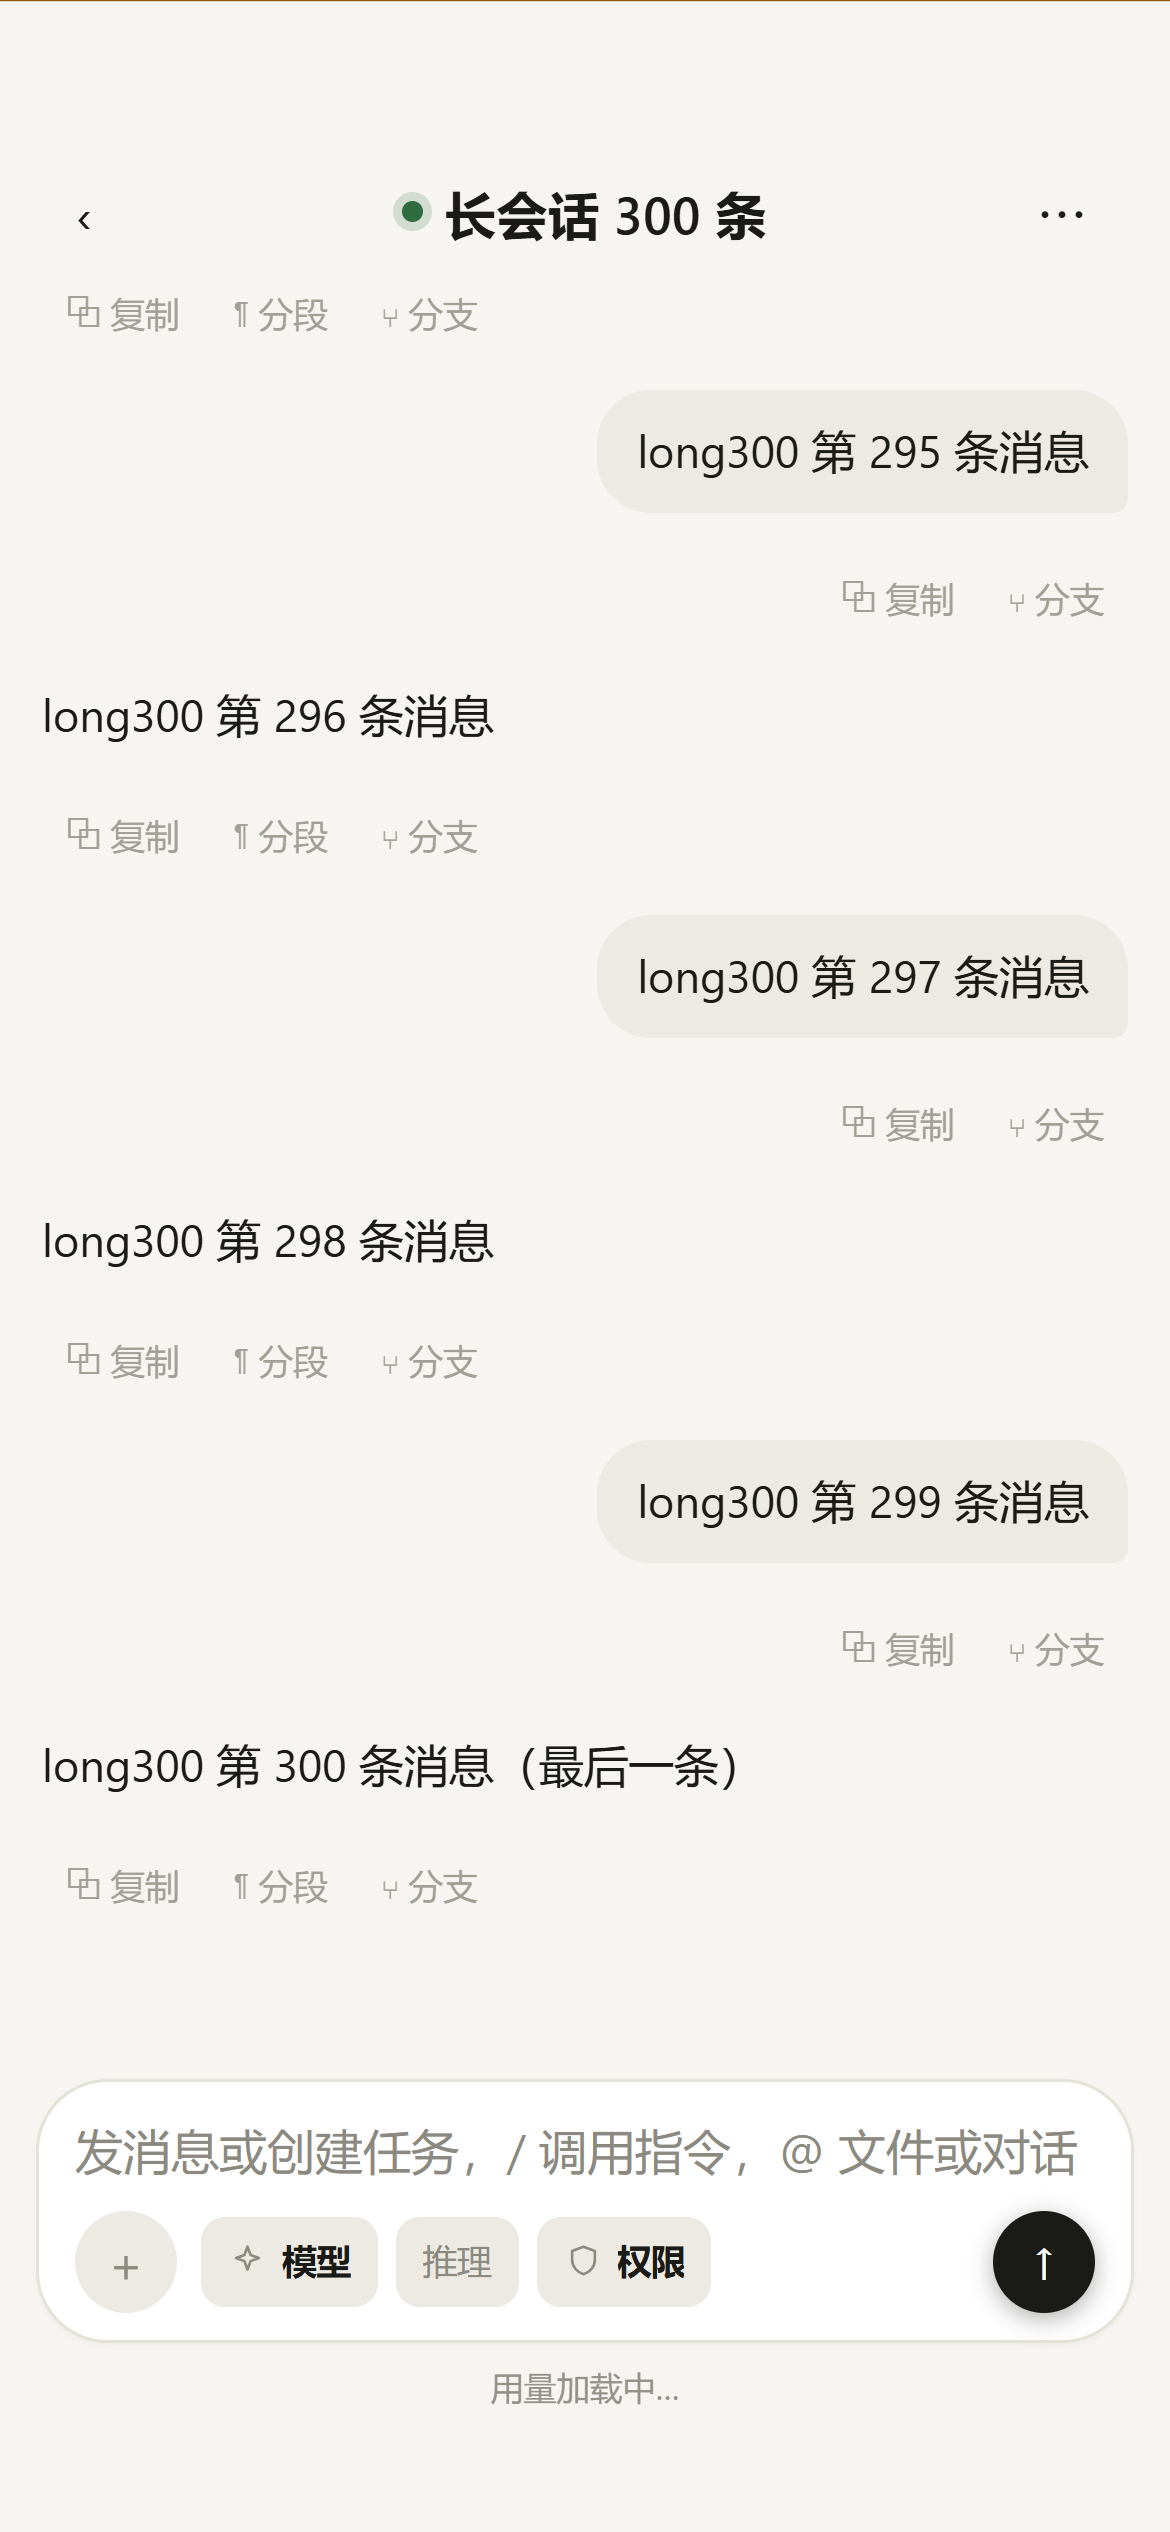 ‹ 长会话 300 条 ···
复制 ¶ 分段 分支
long300 第 295 条消息
复制 分支
long300 第 296 条消息
复制 ¶ 分段 分支
long300 第 297 条消息
复制 分支
long300 第 298 条消息
复制 ¶ 分段 分支
long300 第 299 条消息
复制 分支
long300 第 300 条消息（最后一条）
复制 ¶ 分段 分支
发消息或创建任务，/ 调用指令，@ 文件或对话
+ 模型 推理 权限 ↑
用量加载中...